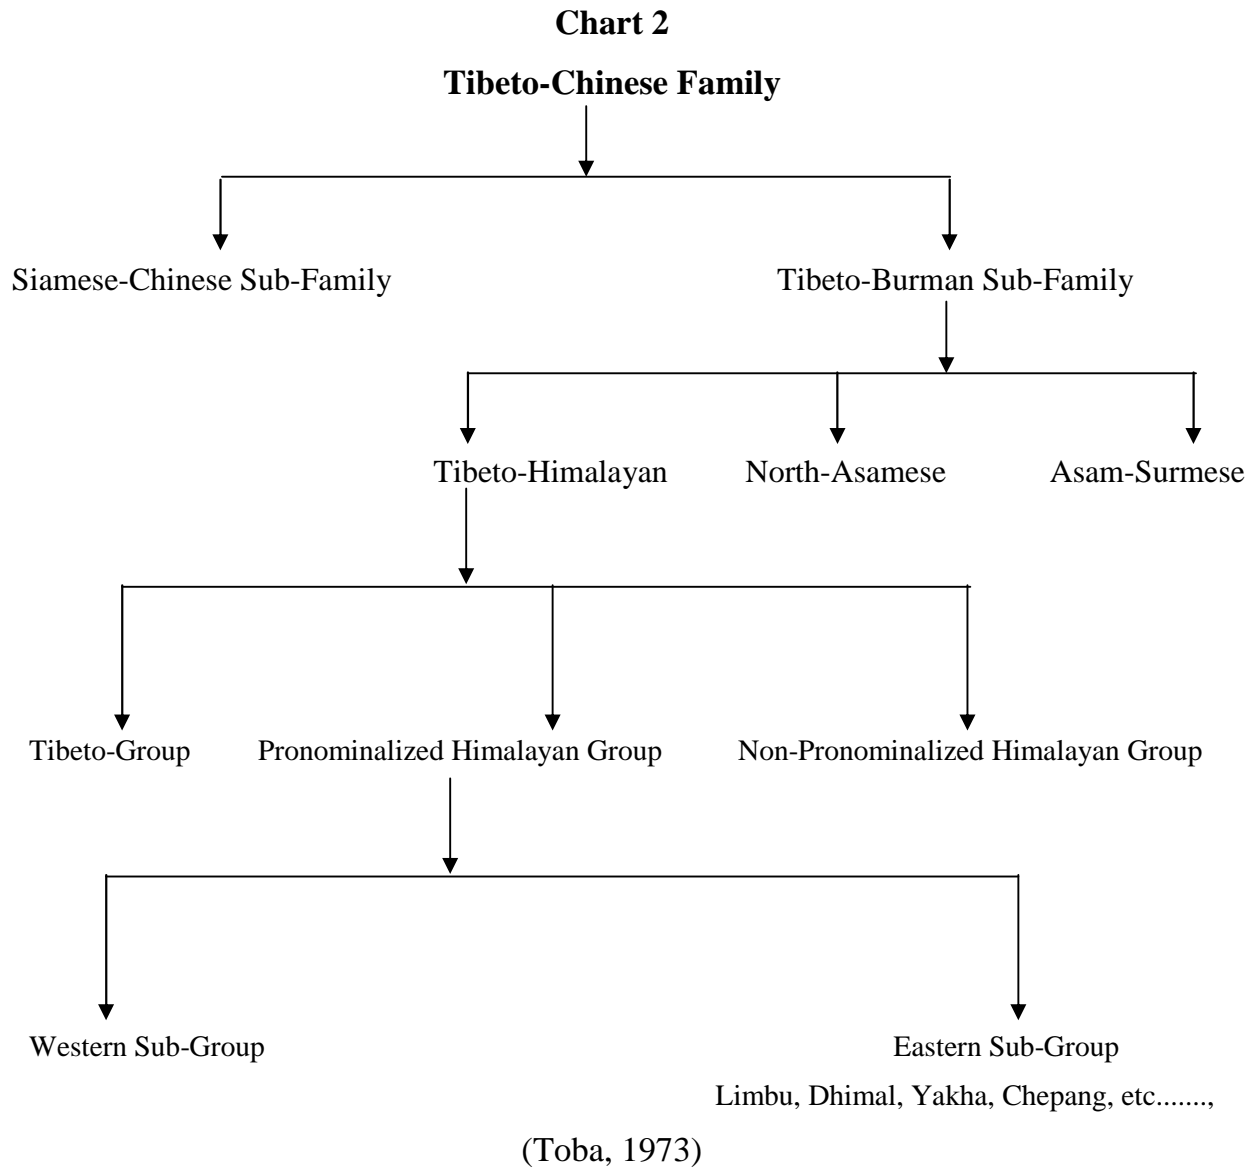 Chart 2
Tibeto-Chinese Family
Siamese-Chinese Sub-Family Tibeto-Burman Sub-Family
Tibeto-Himalayan North-Asamese Asam-Surmese
Tibeto-Group Pronominalized Himalayan Group Non-Pronominalized Himalayan Group
Western Sub-Group Eastern Sub-Group
Limbu, Dhimal, Yakha, Chepang, etc.......,
(Toba, 1973)